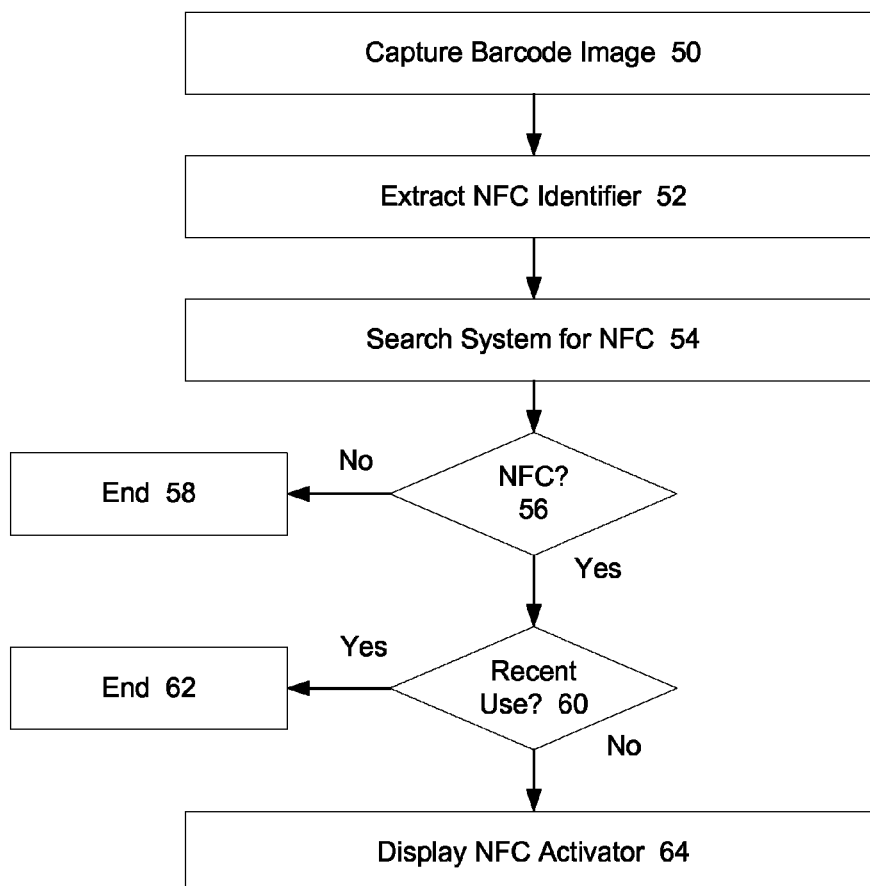 Capture Barcode Image 50
Extract NFC Identifier 52
Search System for NFC 54
No
NFC?
End 58
56
Yes
Yes
Recent
End 62
Use? 60
No
Display NFC Activator 64